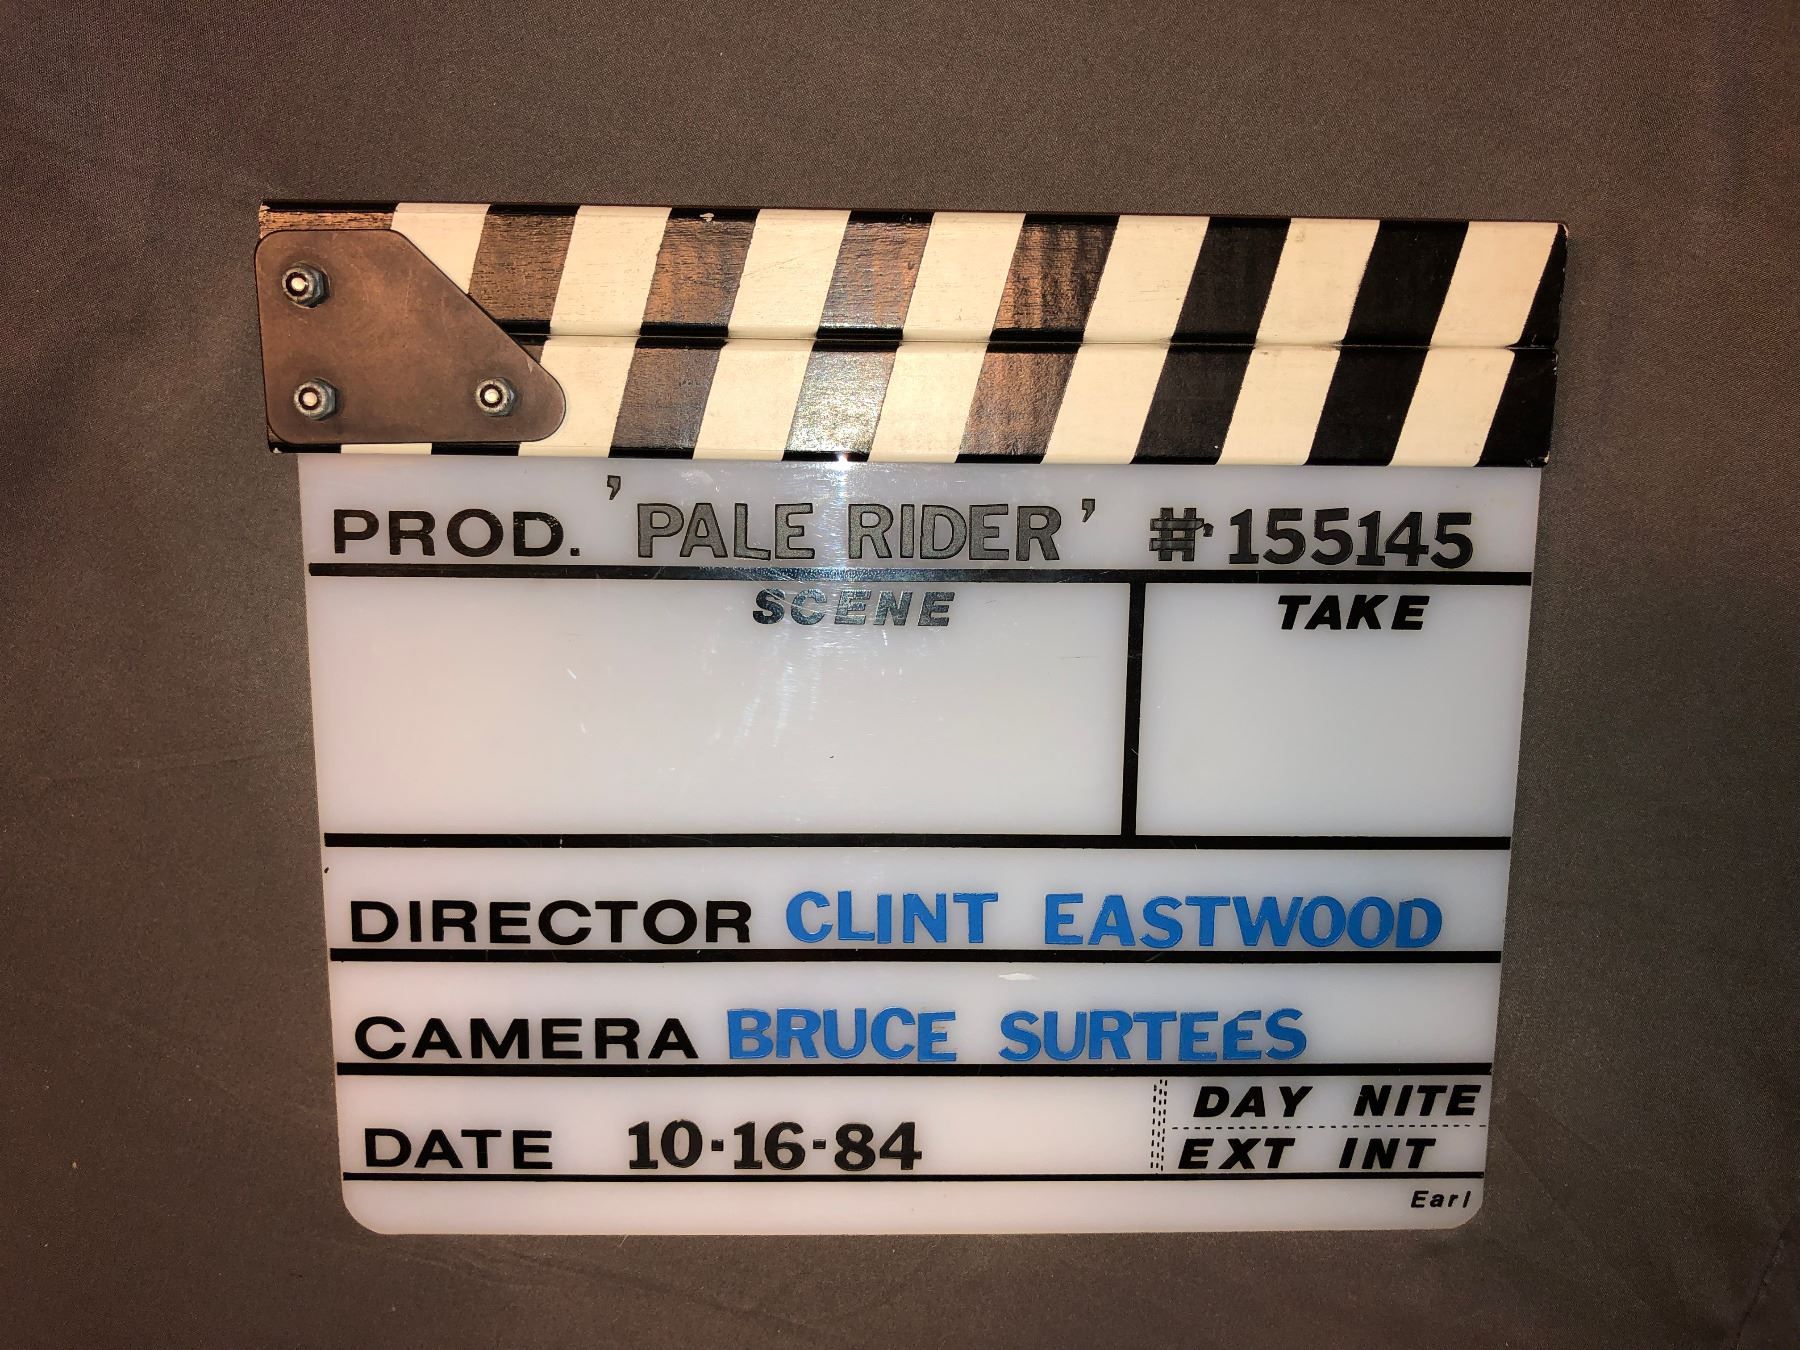 PROD. 'PALE RIDER' #155145
SCENE TAKE
DIRECTOR CLINT EASTWOOD
CAMERA BRUCE SURTEES
DATE 10-16-84 DAY NITE
EXT INT
Earl